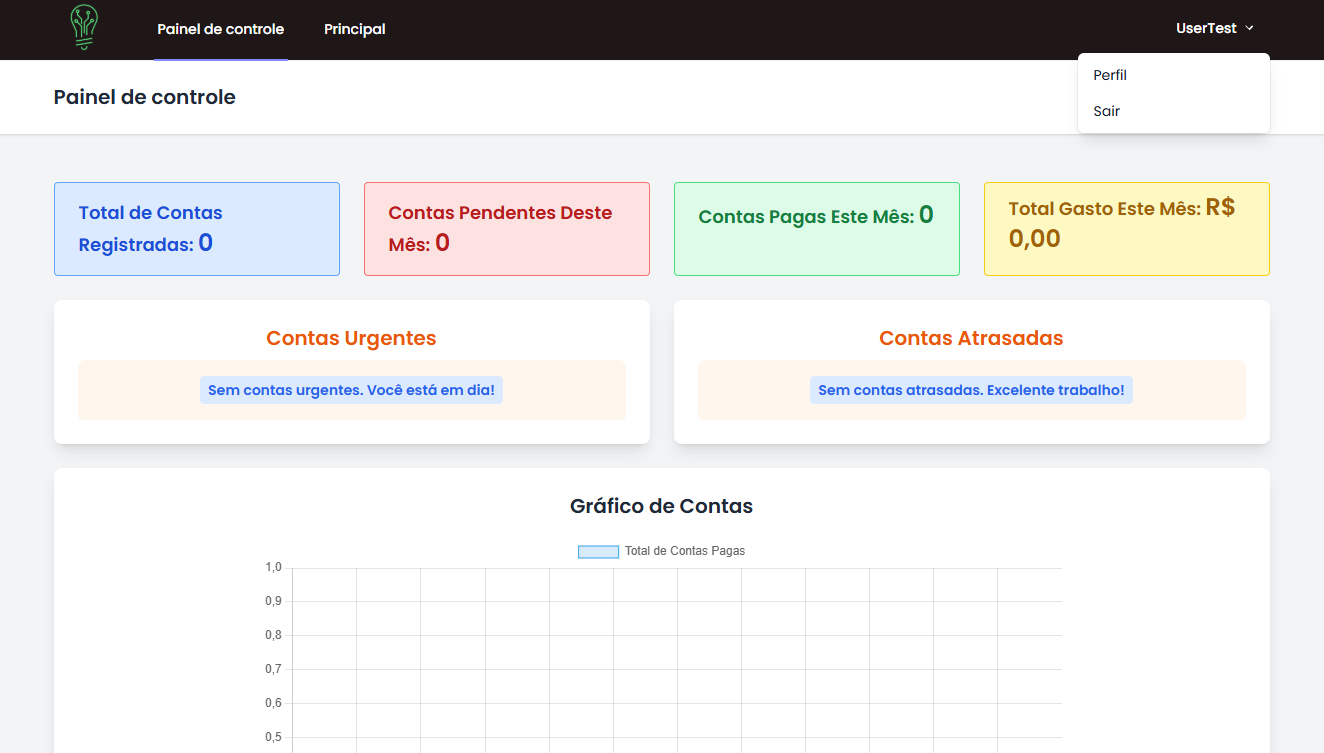 Painel de controle
Principal
UserTest
Perfil
Sair
Painel de controle
Total de Contas
Registradas: 0
Contas Pendentes Deste
Mês: 0
Contas Pagas Este Mês: 0
Total Gasto Este Mês: R$
0,00
Contas Urgentes
Sem contas urgentes. Você está em dia!
Contas Atrasadas
Sem contas atrasadas. Excelente trabalho!
Gráfico de Contas
Total de Contas Pagas
1,0
0,9
0,8
0,7
0,6
0,5